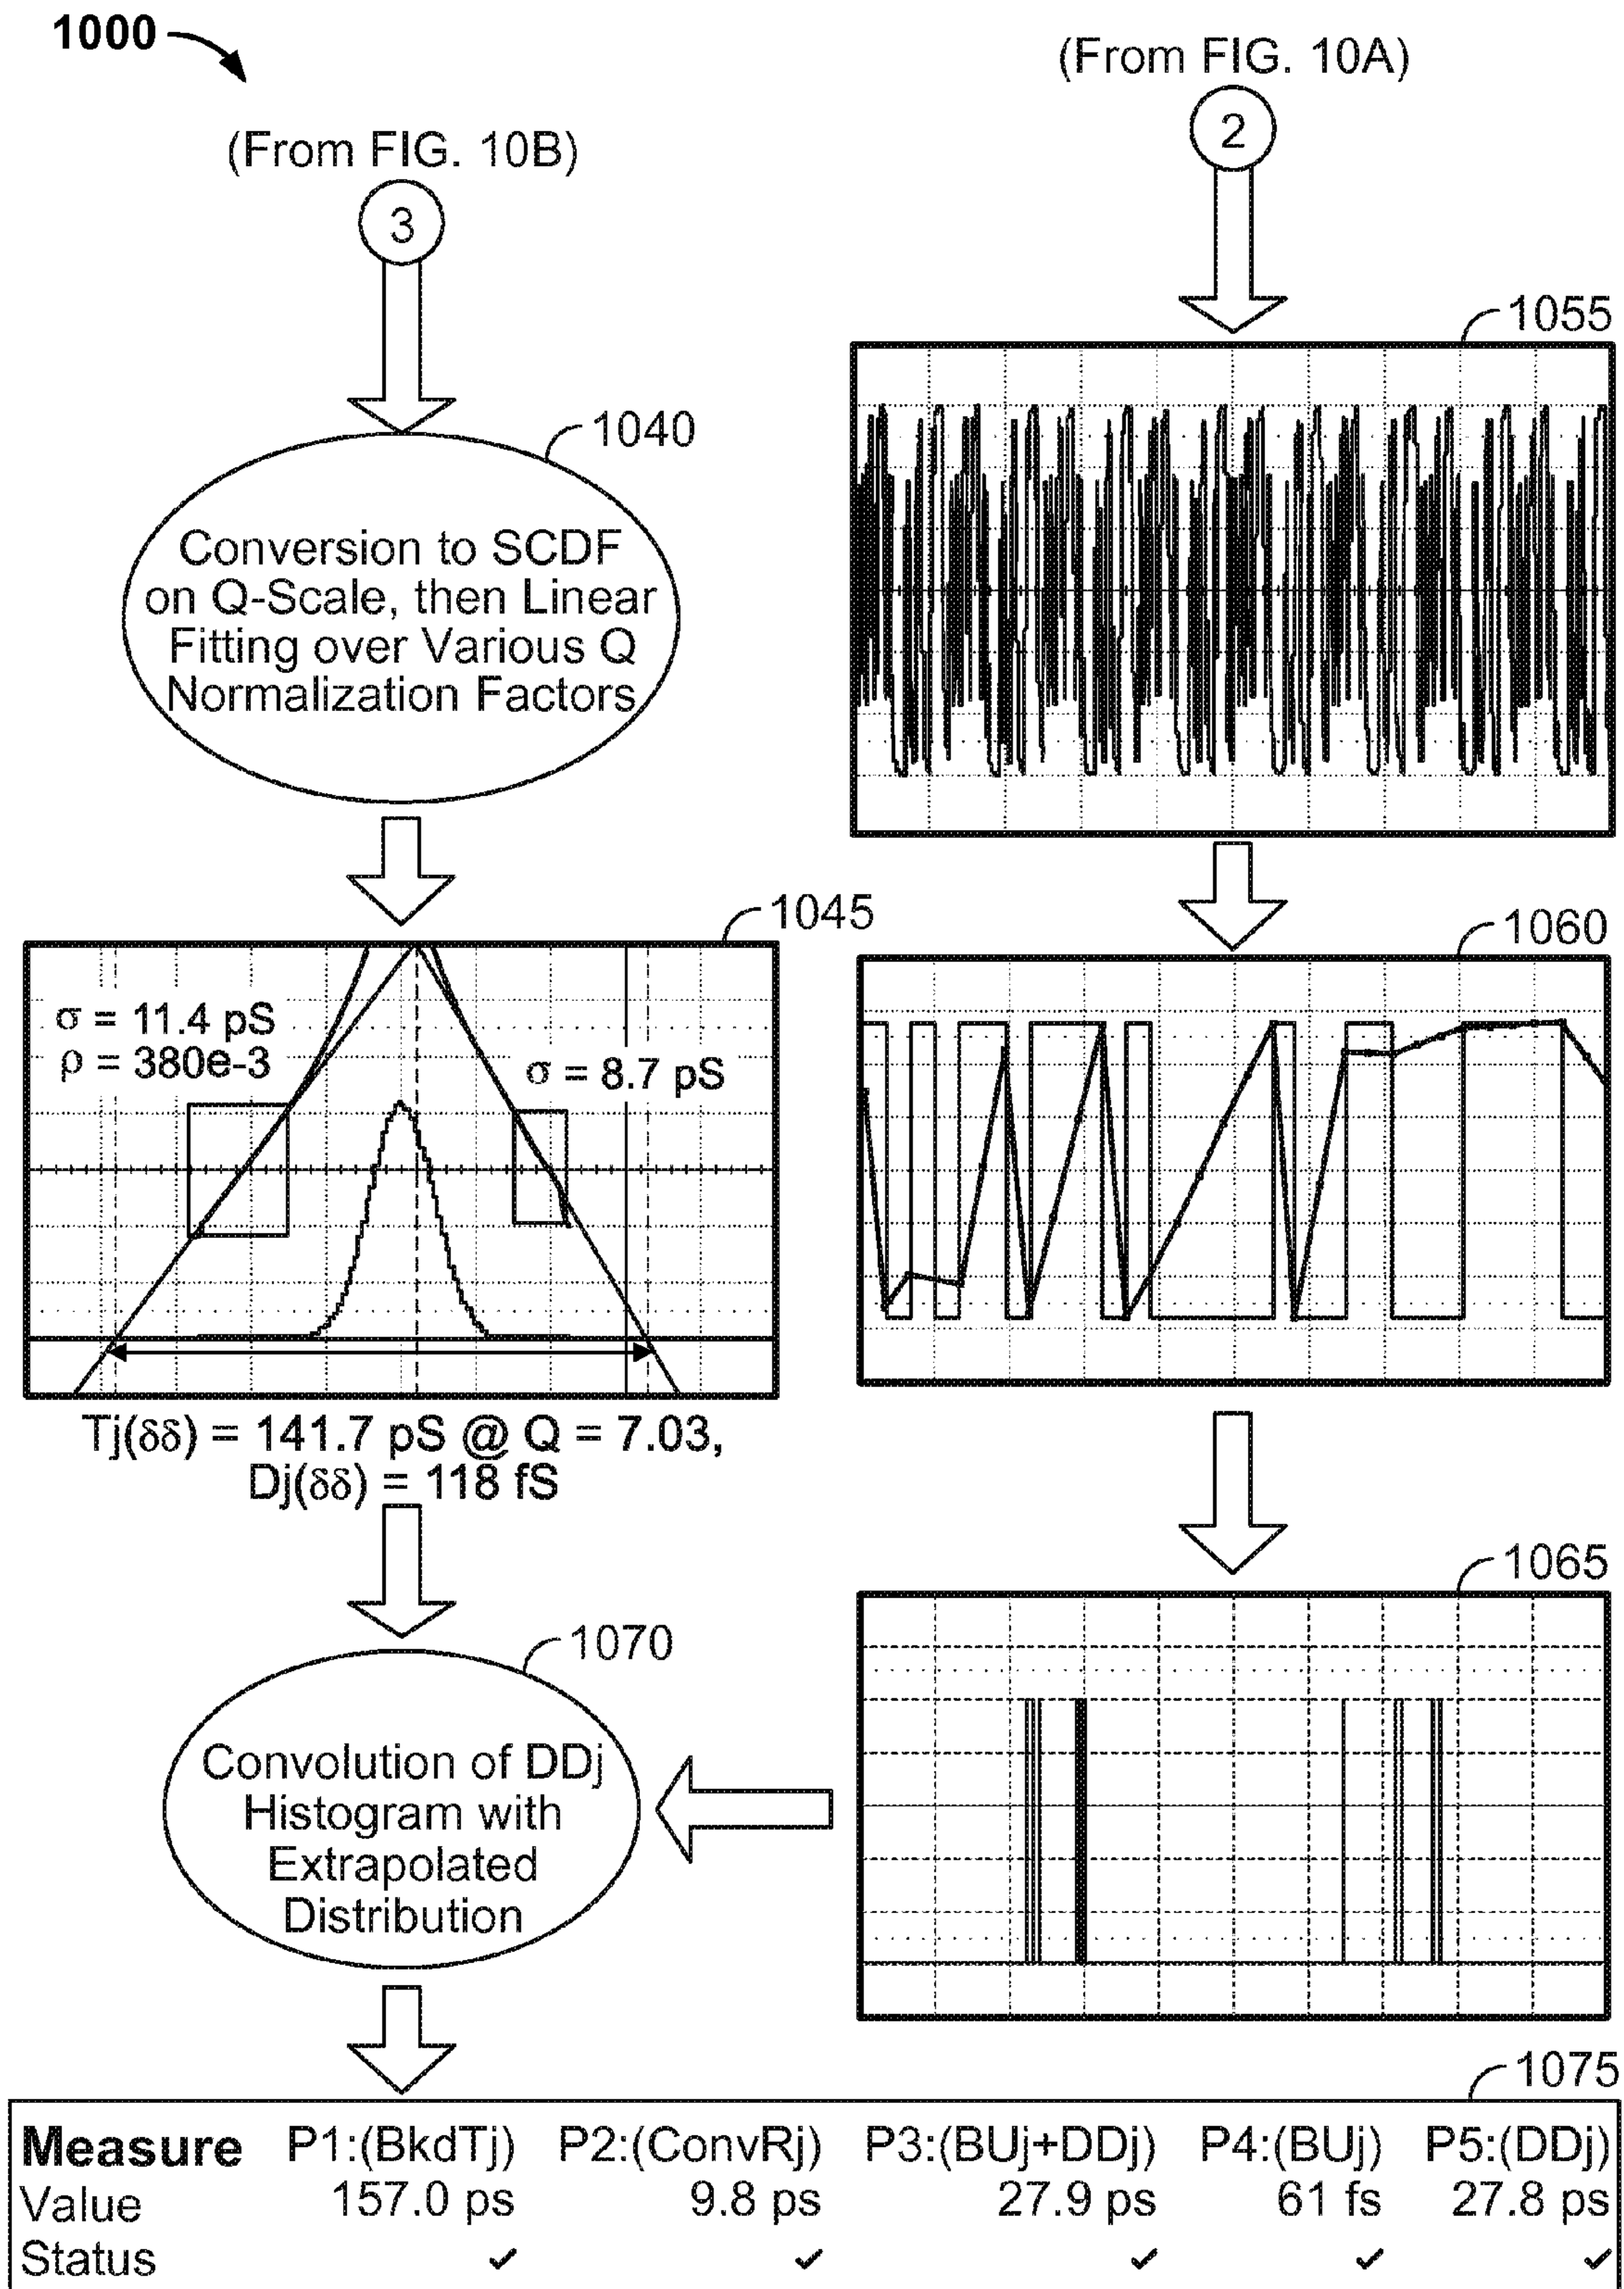 1000
(From FIG. 10A)
2
(From FIG. 10B)
3
1055
1040
Conversion to SCDF
on Q-Scale, then Linear
Fitting over Various Q
Normalization Factors
1045
σ = 11.4 pS
ρ = 380e-3
σ = 8.7 pS
Tj(δδ) = 141.7 pS @ Q = 7.03,
Dj(δδ) = 118 fS
1060
1065
1070
Convolution of DDj
Histogram with
Extrapolated
Distribution
1075
Measure P1:(BkdTj) P2:(ConvRj) P3:(BUj+DDj) P4:(BUj) P5:(DDj)
Value 157.0 ps 9.8 ps 27.9 ps 61 fs 27.8 ps
Status ✓ ✓ ✓ ✓ ✓